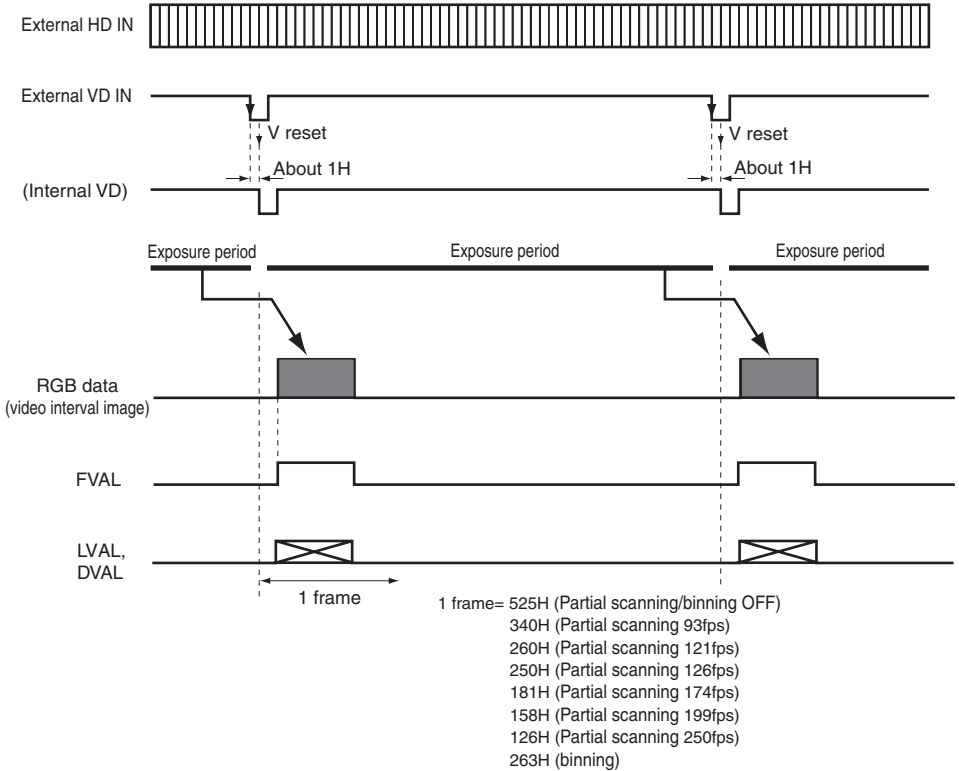 External HD IN
External VD IN
V reset
V reset
About 1H
About 1H
(Internal VD)
Exposure period
Exposure period
Exposure period
RGB data
(video interval image)
FVAL
LVAL,
DVAL
1 frame
1 frame= 525H (Partial scanning/binning OFF)
340H (Partial scanning 93fps)
260H (Partial scanning 121fps)
250H (Partial scanning 126fps)
181H (Partial scanning 174fps)
158H (Partial scanning 199fps)
126H (Partial scanning 250fps)
263H (binning)